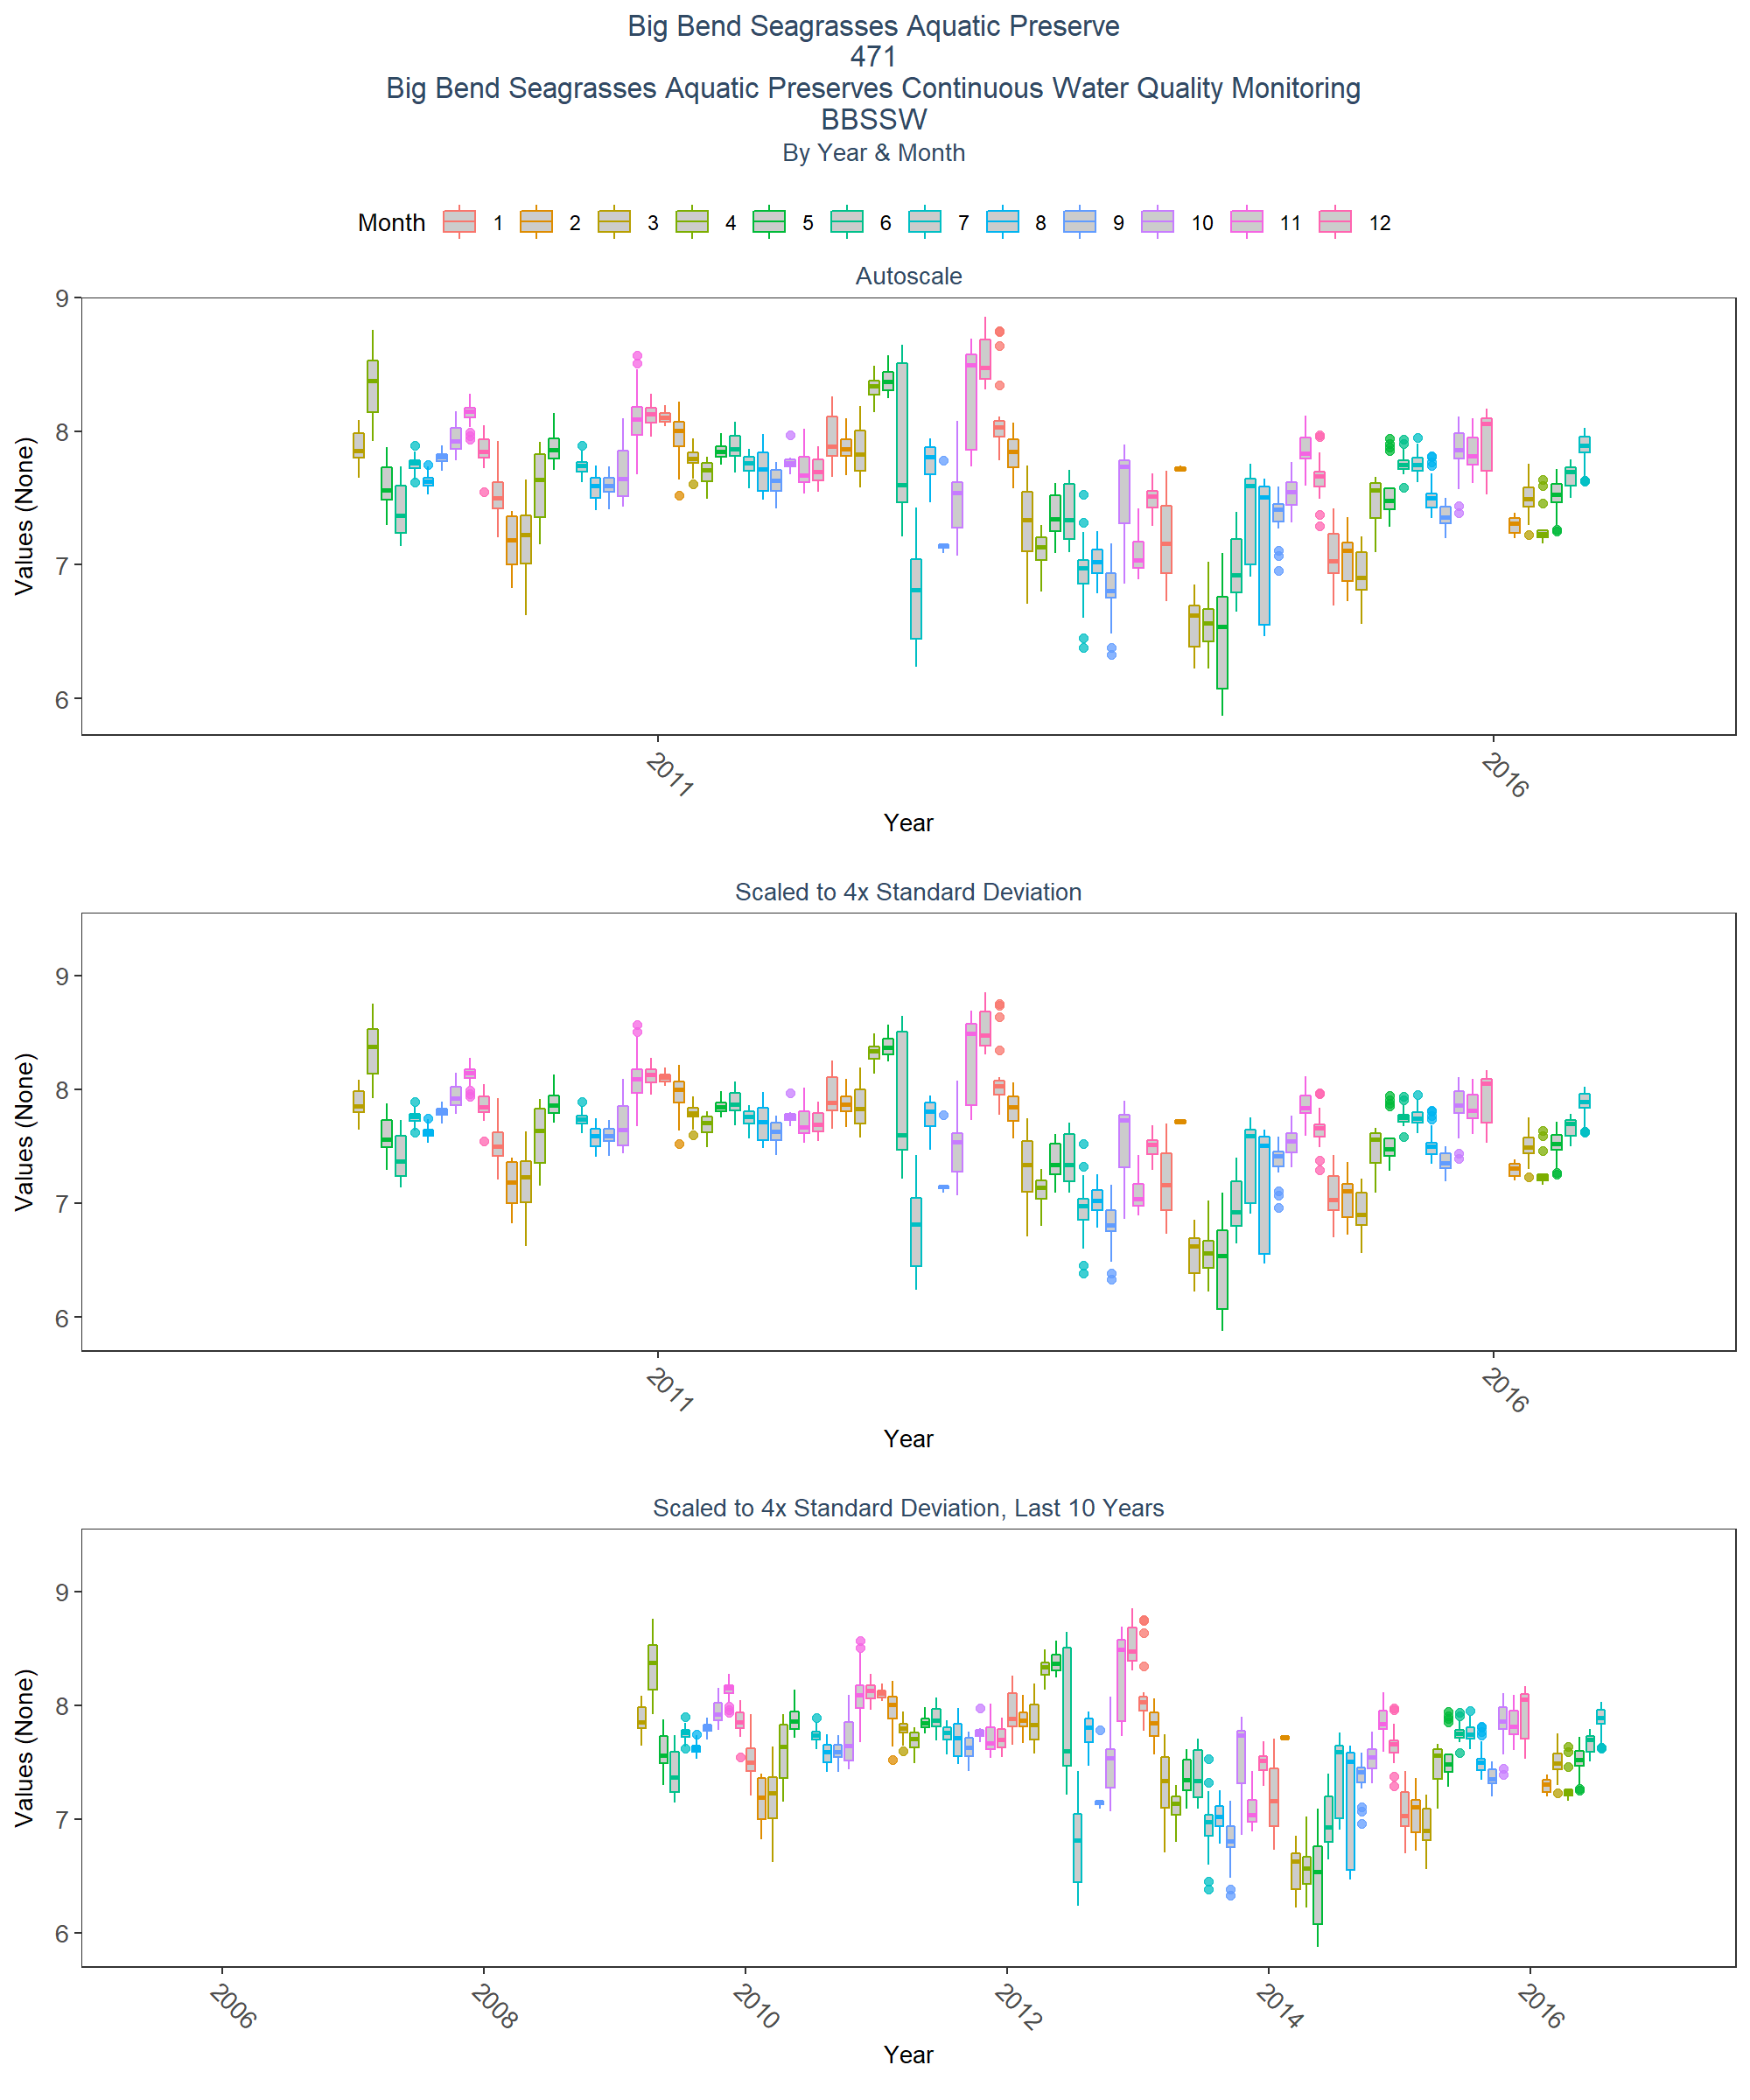 Big Bend Seagrasses Aquatic Preserve
471
Big Bend Seagrasses Aquatic Preserves Continuous Water Quality Monitoring
BBSSW
By Year & Month
Month 1 2 3 4 5 6 7 8 9 10 11 12
Autoscale
Values (None)
9
8
7
6
2011 2016
Year
Scaled to 4x Standard Deviation
Values (None)
9
8
7
6
2011 2016
Year
Scaled to 4x Standard Deviation, Last 10 Years
Values (None)
9
8
7
6
2006 2008 2010 2012 2014 2016
Year